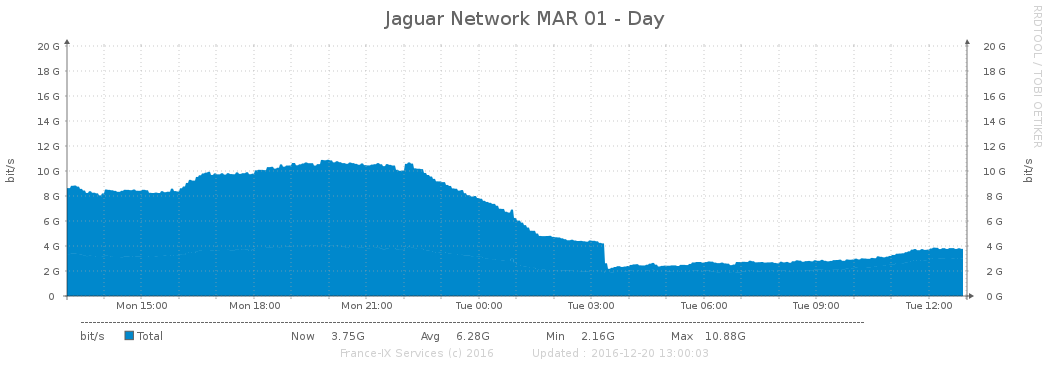 Jaguar Network MAR 01 - Day
RRDTOOL / TOBI OETIKER
bit/s
20 G
18 G
16 G
14 G
12 G
10 G
8 G
6 G
4 G
2 G
0
20 G
18 G
16 G
14 G
12 G
10 G
8 G
6 G
4 G
2 G
0 G
bit/s
Mon 15:00 Mon 18:00 Mon 21:00 Tue 00:00 Tue 03:00 Tue 06:00 Tue 09:00 Tue 12:00
bit/s Total Now 3.75G Avg 6.28G Min 2.16G Max 10.88G
France-IX Services (c) 2016 Updated : 2016-12-20 13:00:03